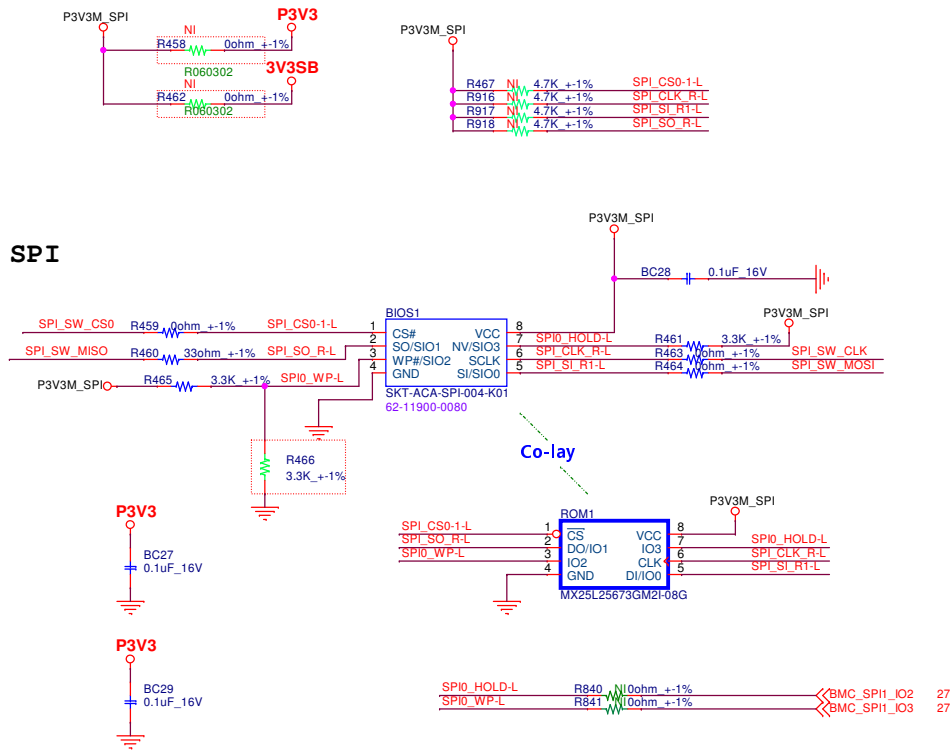 P3V3M_SPI
NI
P3V3
R458
0ohm_+-1%
R060302
3V3SB
NI
R462
0ohm_+-1%
R060302
P3V3M_SPI
R467 NI 4.7K_+-1% SPI_CS0-1-L
R916 NI 4.7K_+-1% SPI_CLK_R-L
R917 NI 4.7K_+-1% SPI_SI_R1-L
R918 NI 4.7K_+-1% SPI_SO_R-L
SPI
P3V3M_SPI
BC28
0.1uF_16V
P3V3M_SPI
BIOS1
SPI_SW_CS0 R459 0ohm_+-1% SPI_CS0-1-L 1 CS# VCC 8
SPI_SW_MISO R460 33ohm_+-1% SPI_SO_R-L 2 SO/SIO1 NV/SIO3 7 SPI0_HOLD-L R461 3.3K_+-1%
P3V3M_SPI R465 3.3K_+-1% SPI0_WP-L 3 WP#/SIO2 SCLK 6 SPI_CLK_R-L R463 0ohm_+-1% SPI_SW_CLK
4 GND SI/SIO0 5 SPI_SI_R1-L R464 0ohm_+-1% SPI_SW_MOSI
SKT-ACA-SPI-004-K01
62-11900-0080
R466
3.3K_+-1%
Co-lay
P3V3M_SPI
ROM1
SPI_CS0-1-L 1 CS VCC 8
SPI_SO_R-L 2 DO/IO1 IO3 7 SPI0_HOLD-L
SPI0_WP-L 3 IO2 CLK 6 SPI_CLK_R-L
4 GND DI/IO0 5 SPI_SI_R1-L
MX25L25673GM2I-08G
P3V3
BC27
0.1uF_16V
P3V3
BC29
0.1uF_16V
SPI0_HOLD-L R840 NI 0ohm_+-1% BMC_SPI1_IO2 27
SPI0_WP-L R841 NI 0ohm_+-1% BMC_SPI1_IO3 27